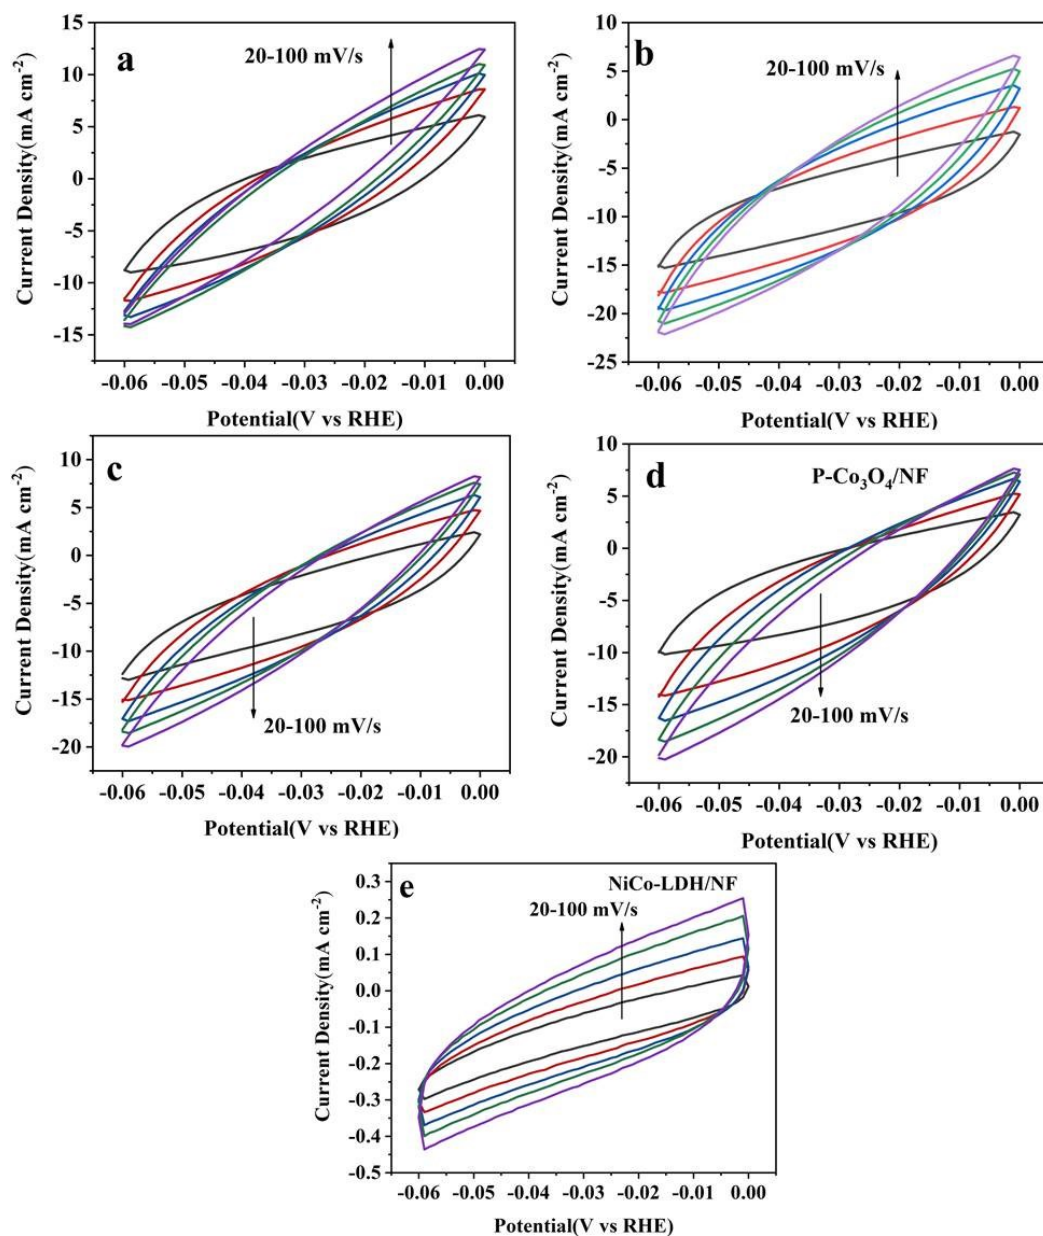 a
20-100 mV/s
Current Density(mA cm-2)
15
10
5
0
-5
-10
-15
-0.06 -0.05 -0.04 -0.03 -0.02 -0.01 0.00
Potential(V vs RHE)
b
20-100 mV/s
Current Density(mA cm-2)
10
5
0
-5
-10
-15
-20
-25
-0.06 -0.05 -0.04 -0.03 -0.02 -0.01 0.00
Potential(V vs RHE)
c
20-100 mV/s
Current Density(mA cm-2)
10
5
0
-5
-10
-15
-20
-0.06 -0.05 -0.04 -0.03 -0.02 -0.01 0.00
Potential(V vs RHE)
d
P-Co3O4/NF
20-100 mV/s
Current Density(mA cm-2)
10
5
0
-5
-10
-15
-20
-0.06 -0.05 -0.04 -0.03 -0.02 -0.01 0.00
Potential(V vs RHE)
e
NiCo-LDH/NF
20-100 mV/s
Current Density(mA cm-2)
0.3
0.2
0.1
0.0
-0.1
-0.2
-0.3
-0.4
-0.5
-0.06 -0.05 -0.04 -0.03 -0.02 -0.01 0.00
Potential(V vs RHE)